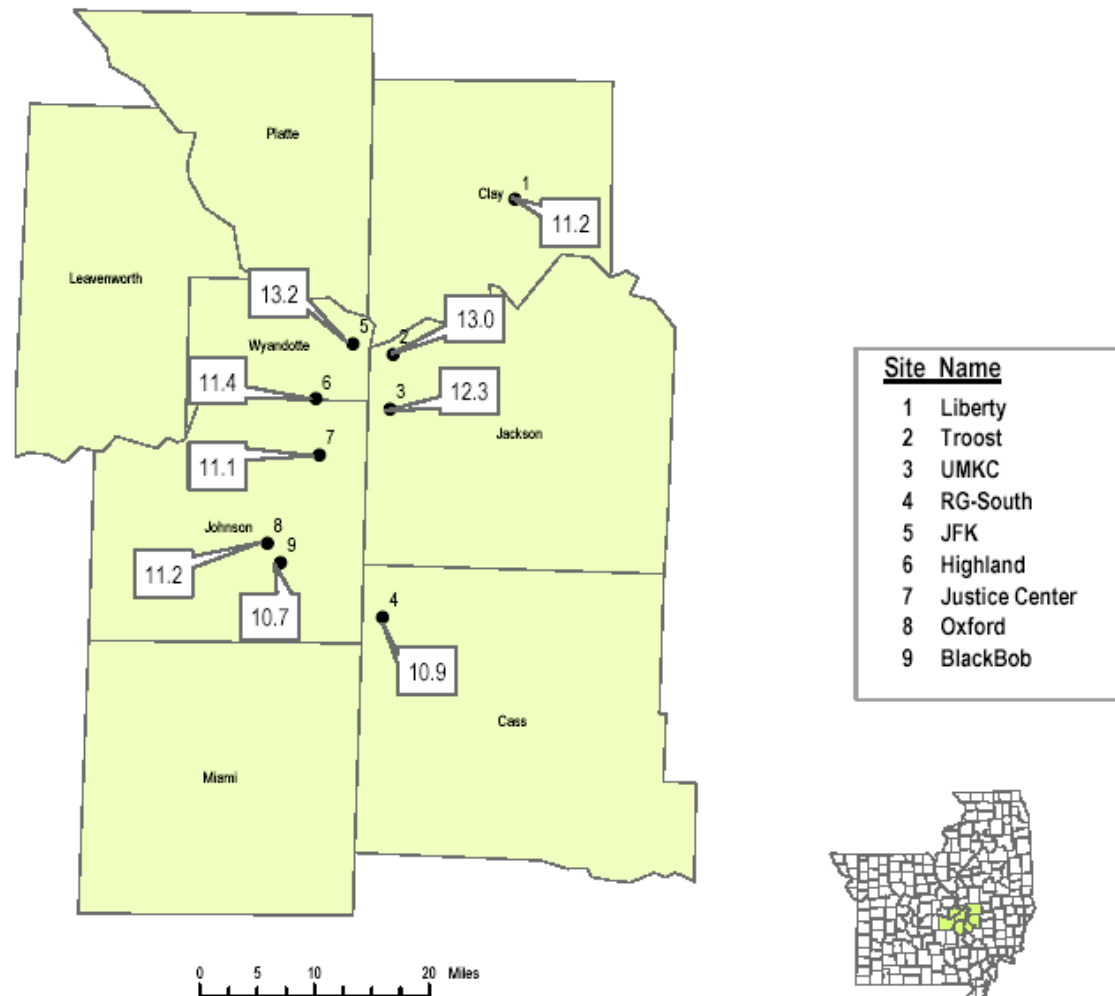 Platte
Clay
1
11.2
Leavenworth
13.2
5
13.0
2
Wyandotte
11.4
6
3
12.3
Jackson
7
11.1
Johnson
8
9
11.2
10.7
4
10.9
Cass
Miami
0 5 10 20 Miles
Site Name
1 Liberty
2 Troost
3 UMKC
4 RG-South
5 JFK
6 Highland
7 Justice Center
8 Oxford
9 BlackBob